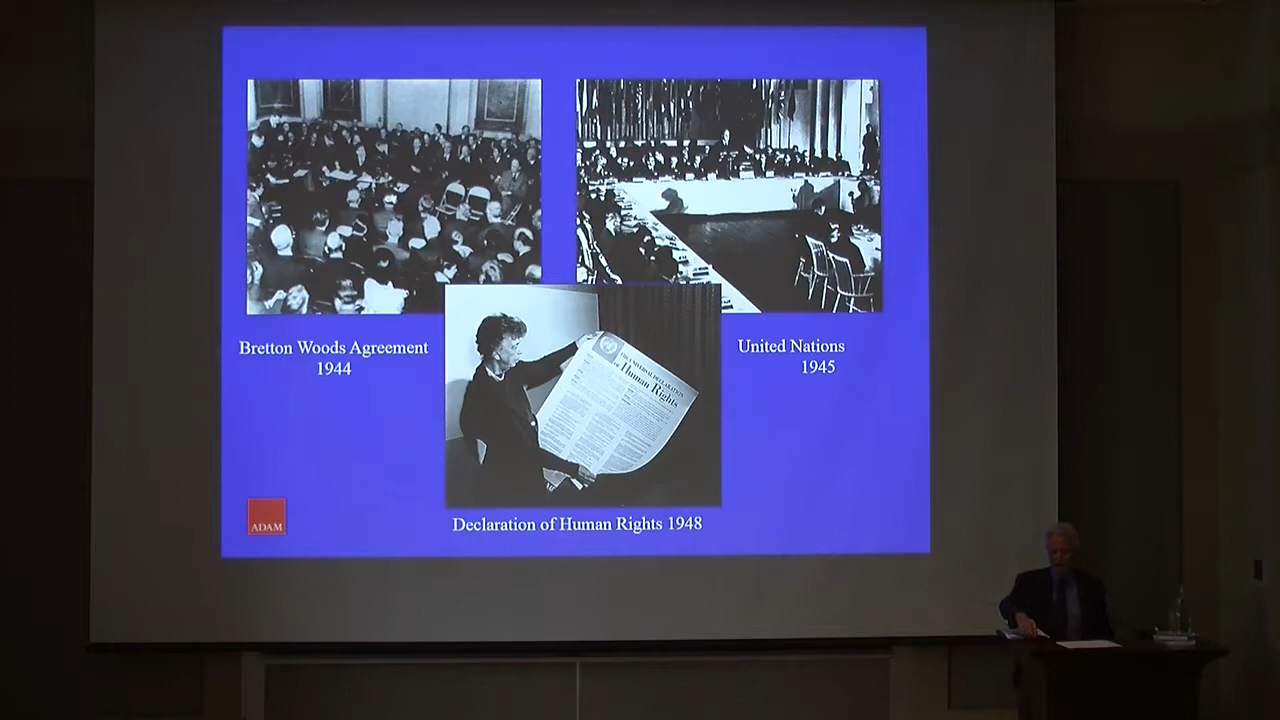 Bretton Woods Agreement
1944
United Nations
1945
THE UNIVERSAL DECLARATION
OF Human Rights
Declaration of Human Rights 1948
ADAM